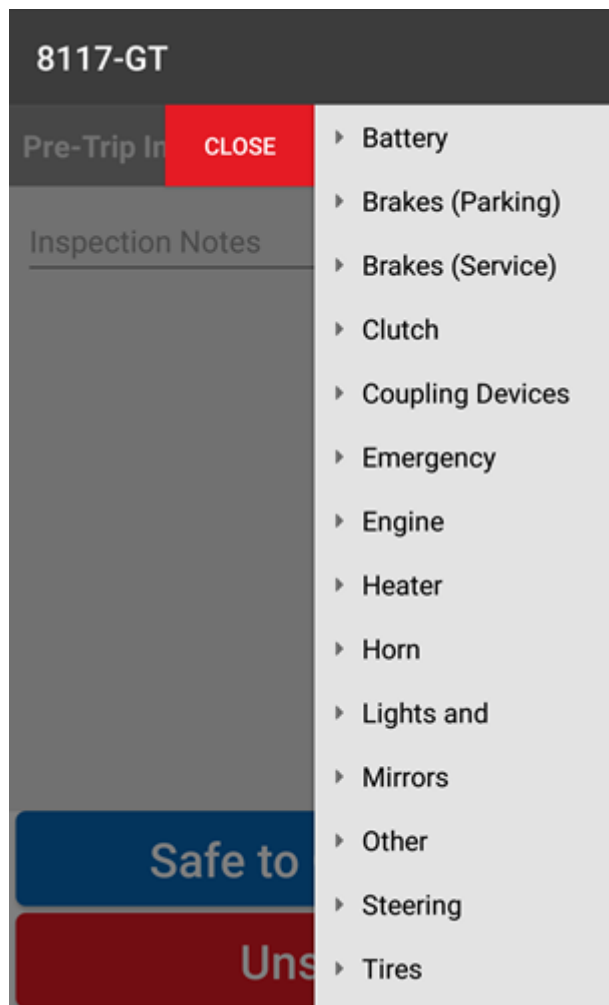 8117-GT
Pre-Trip In
CLOSE
Inspection Notes
Battery
Brakes (Parking)
Brakes (Service)
Clutch
Coupling Devices
Emergency
Engine
Heater
Horn
Lights and
Mirrors
Other
Steering
Tires
Safe to
Uns